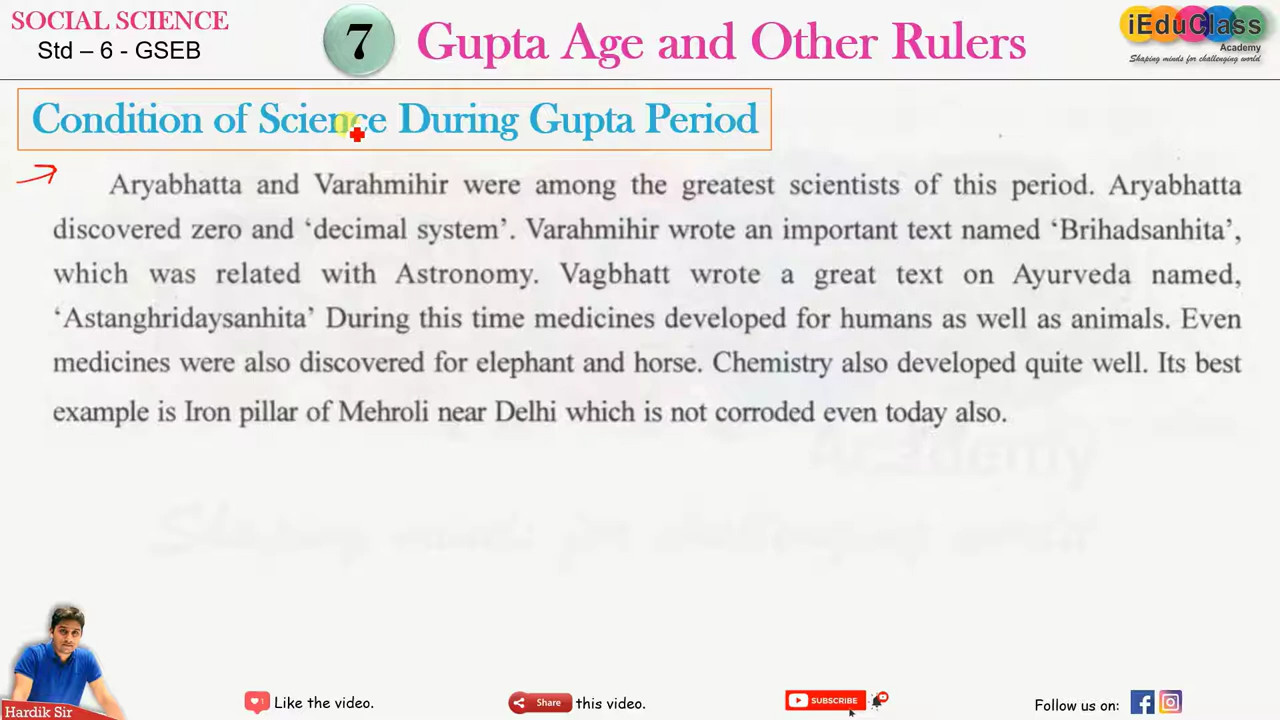 SOCIAL SCIENCE
Std – 6 - GSEB
7
Gupta Age and Other Rulers
iEduClass
Academy
Shaping minds for challenging world
Condition of Science During Gupta Period
Aryabhatta and Varahmihir were among the greatest scientists of this period. Aryabhatta
discovered zero and ‘decimal system’. Varahmihir wrote an important text named ‘Brihadsanhita’,
which was related with Astronomy. Vagbhatt wrote a great text on Ayurveda named,
‘Astanghridaysanhita’ During this time medicines developed for humans as well as animals. Even
medicines were also discovered for elephant and horse. Chemistry also developed quite well. Its best
example is Iron pillar of Mehroli near Delhi which is not corroded even today also.
Academy
Shaping minds for challenging world
Hardik Sir
Like the video.
Share this video.
SUBSCRIBE
Follow us on: